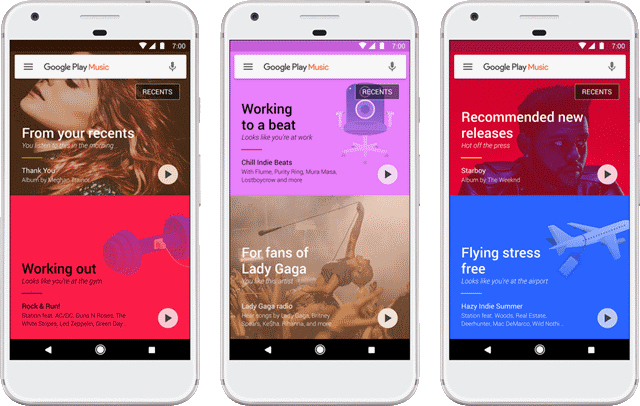 7:00
Google Play Music
RECENTS
From your recents
You listen to this in the morning
Thank You
Album by Meghan Trainor
Working out
Looks like you're at the gym
Rock & Run!
Station feat. AC/DC, Guns N Roses, The
White Stripes, Led Zeppelin, Green Day...
7:00
Google Play Music
RECENTS
Working
to a beat
Looks like you're at work
Chill Indie Beats
With Flume, Purity Ring, Mura Masa,
Lostboycrow and more
For fans of
Lady Gaga
You like this artist
Lady Gaga radio
Hear songs by Lady Gaga, Britney
Spears, Ke$ha, Rihanna, and more
7:00
Google Play Music
RECENTS
Recommended new
releases
Hot off the press
Starboy
Album by The Weeknd
Flying stress
free
Looks like you're at the airport
Hazy Indie Summer
Station feat. Woods, Real Estate,
Deerhunter, Mac DeMarco, Wild Nothi...